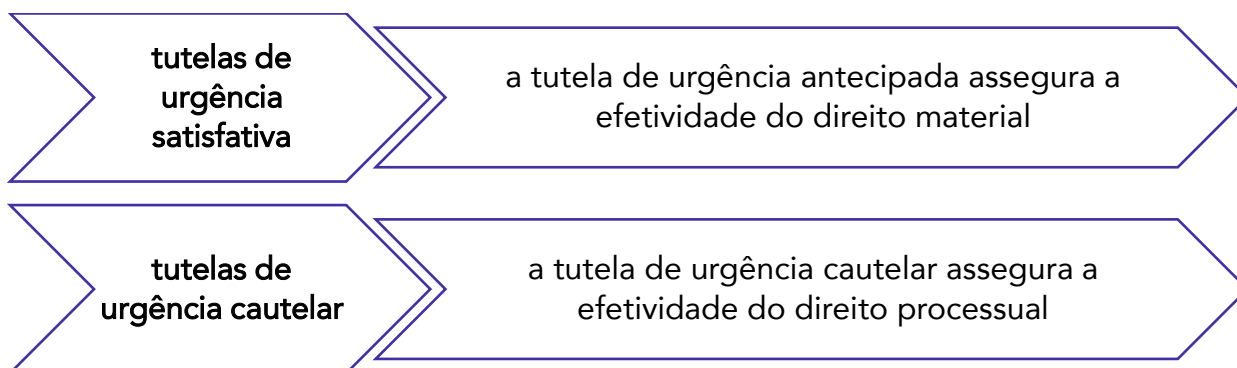 tutelas de
urgência
satisfativa
a tutela de urgência antecipada assegura a
efetividade do direito material
tutelas de
urgência cautelar
a tutela de urgência cautelar assegura a
efetividade do direito processual